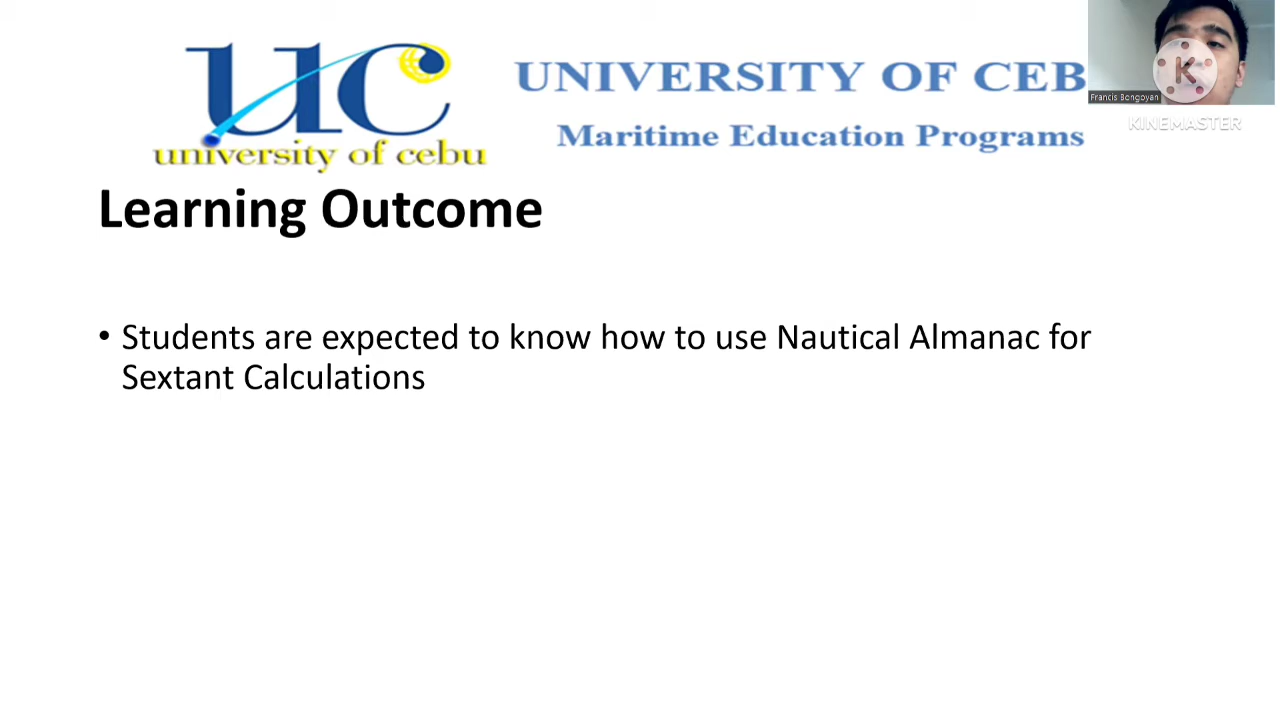 UC
university of cebu
UNIVERSITY OF CEB
Maritime Education Programs
Francis Bongoyan
K
KINEMASTER
Learning Outcome
• Students are expected to know how to use Nautical Almanac for
Sextant Calculations